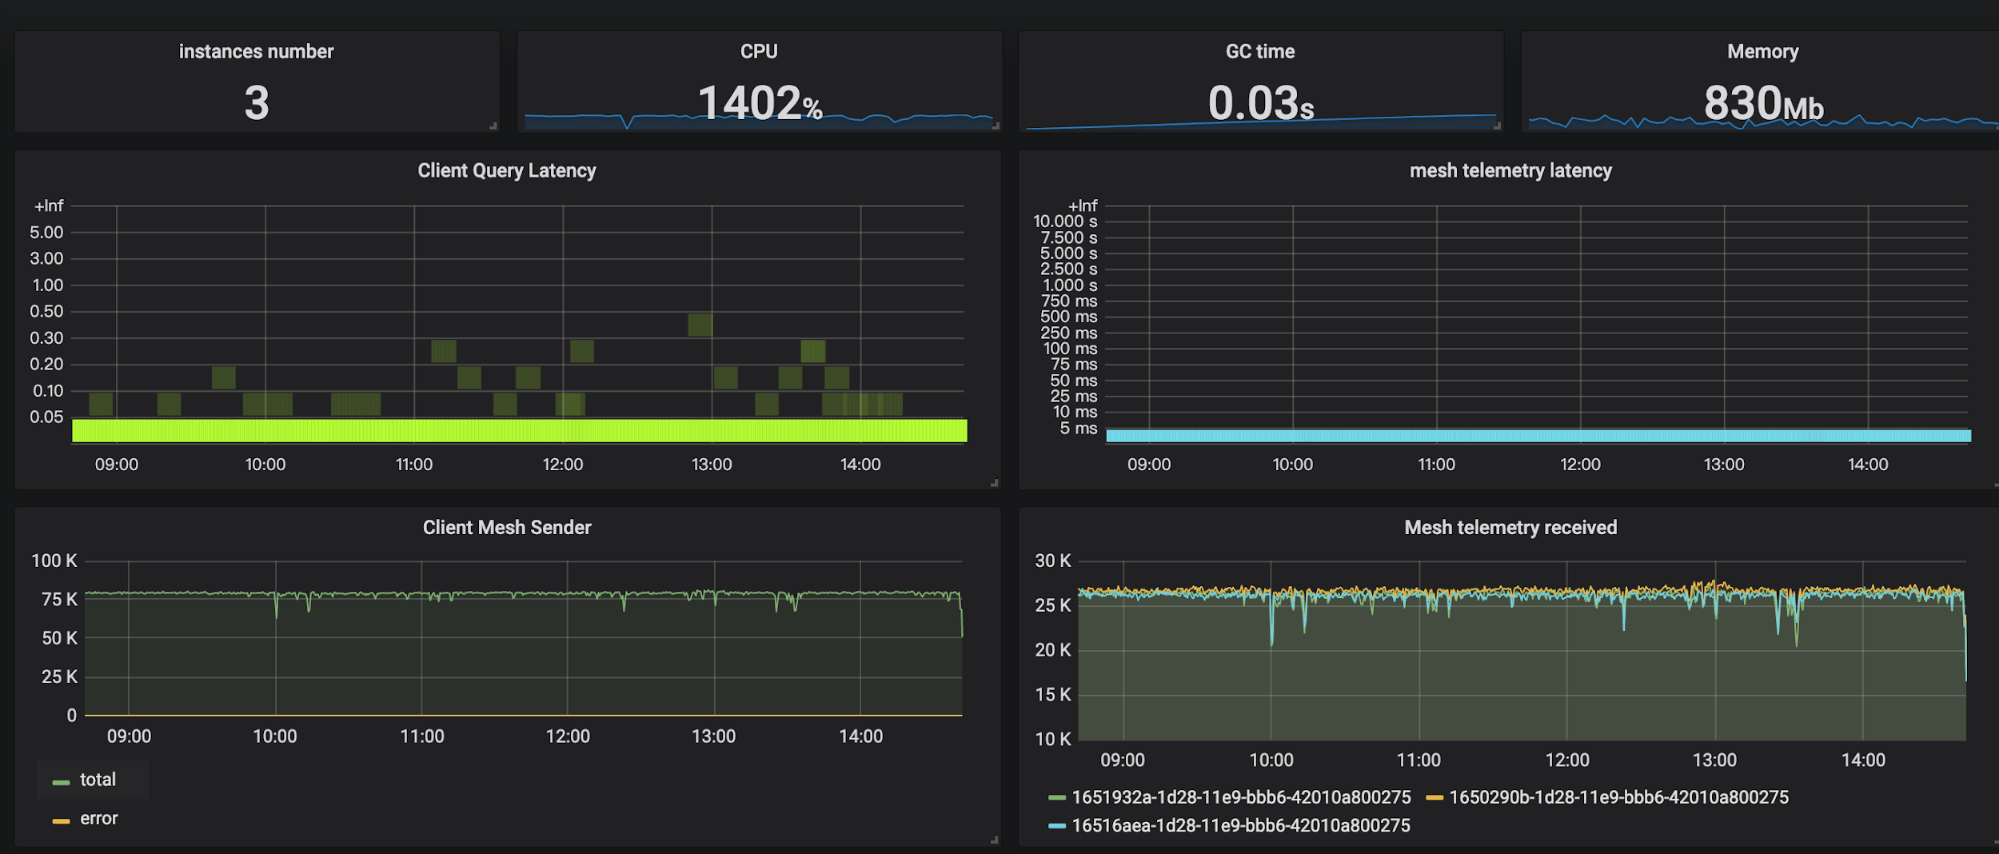 instances number
3
CPU
1402%
GC time
0.03s
Memory
830Mb
Client Query Latency
+Inf
5.00
3.00
1.00
0.50
0.30
0.20
0.10
0.05
09:00 10:00 11:00 12:00 13:00 14:00
mesh telemetry latency
+Inf
10.000 s
7.500 s
5.000 s
2.500 s
1.000 s
750 ms
500 ms
250 ms
100 ms
75 ms
50 ms
25 ms
10 ms
5 ms
09:00 10:00 11:00 12:00 13:00 14:00
Client Mesh Sender
100 K
75 K
50 K
25 K
0
09:00 10:00 11:00 12:00 13:00 14:00
total
error
Mesh telemetry received
30 K
25 K
20 K
15 K
10 K
09:00 10:00 11:00 12:00 13:00 14:00
1651932a-1d28-11e9-bbb6-42010a800275 1650290b-1d28-11e9-bbb6-42010a800275
16516aea-1d28-11e9-bbb6-42010a800275